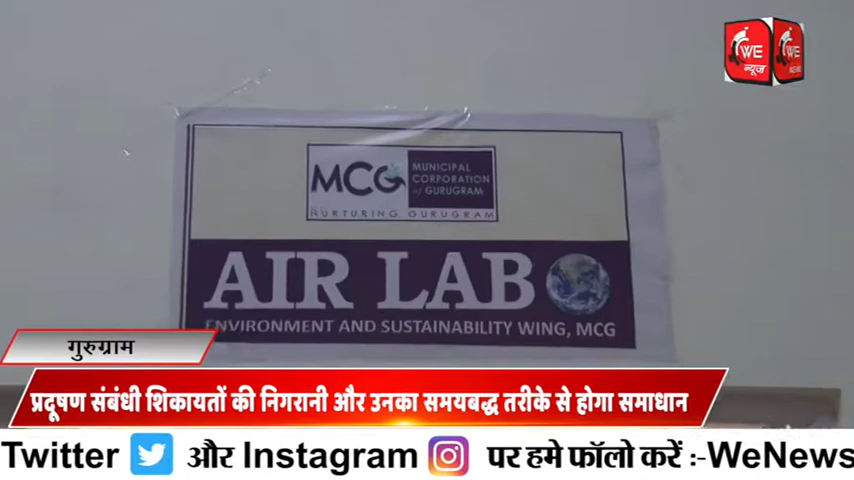 WE
न्यूज़
WE
NEWS
MCG
MUNICIPAL
CORPORATION
of GURUGRAM
NURTURING GURUGRAM
AIR LAB
ENVIRONMENT AND SUSTAINABILITY WING, MCG
गुरुग्राम
प्रदूषण संबंधी शिकायतों की निगरानी और उनका समयबद्ध तरीके से होगा समाधान
Twitter और Instagram पर हमे फॉलो करें :-WeNews